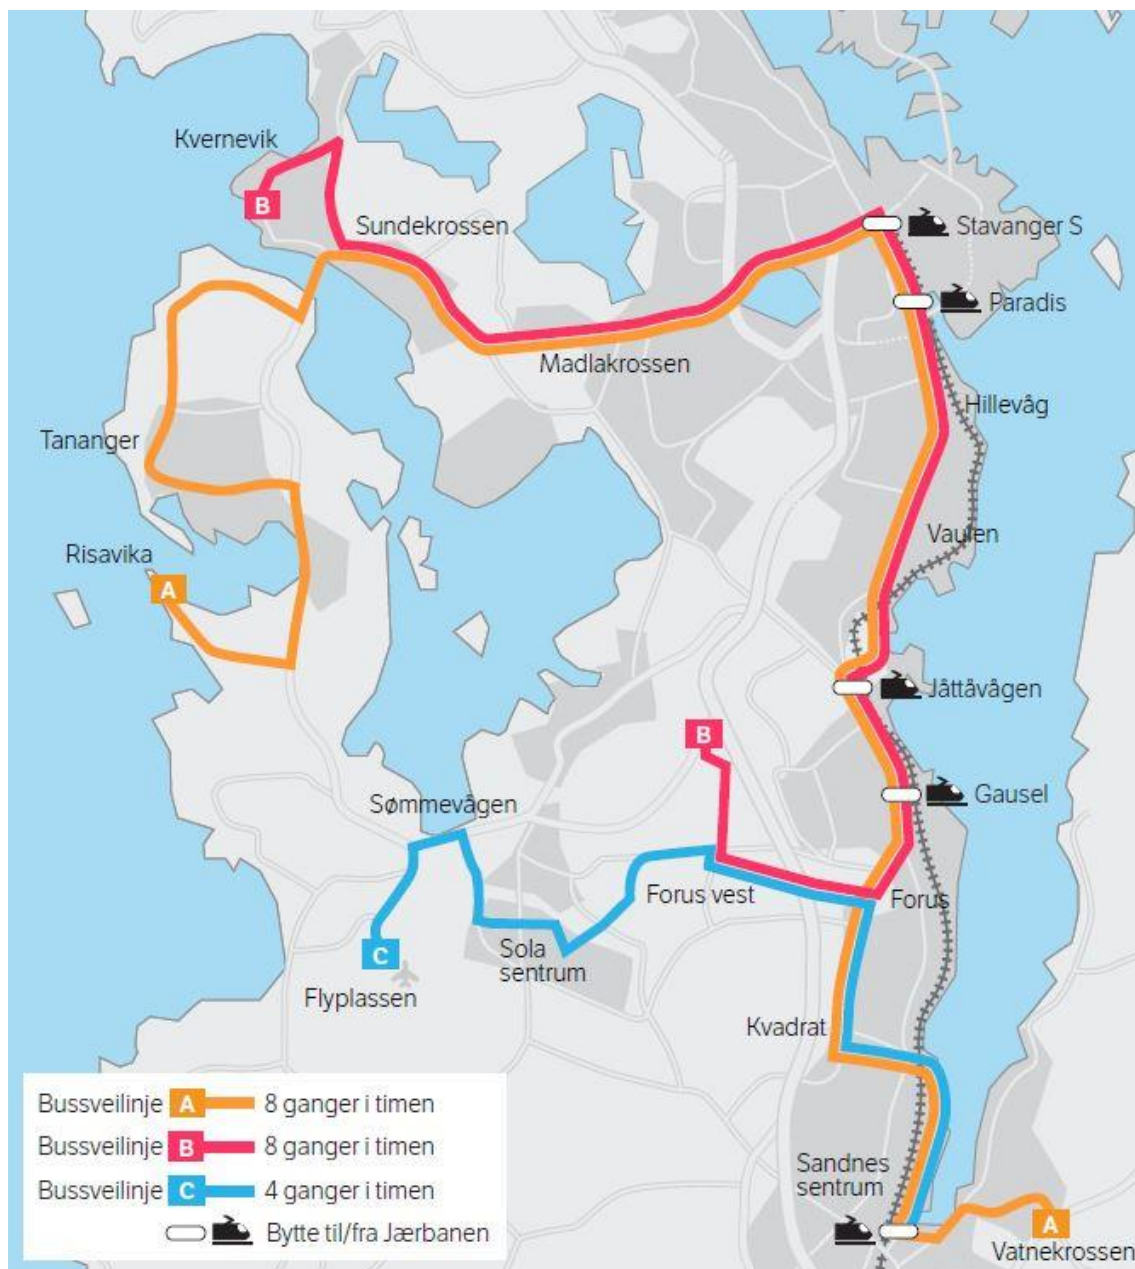 Kvernevik
B
Sundekrossen
Stavanger S
Paradis
Madlakrossen
Hillevåg
Tananger
Vaulen
Risavika
A
Jåttåvågen
B
Gausel
Sømmevågen
Forus vest
Forus
Sola
sentrum
C
Flyplassen
Kvadrat
Bussveilinje A 8 ganger i timen
Bussveilinje B 8 ganger i timen
Bussveilinje C 4 ganger i timen
Bytte til/fra Jærbanen
Sandnes
sentrum
A
Vatnekrossen